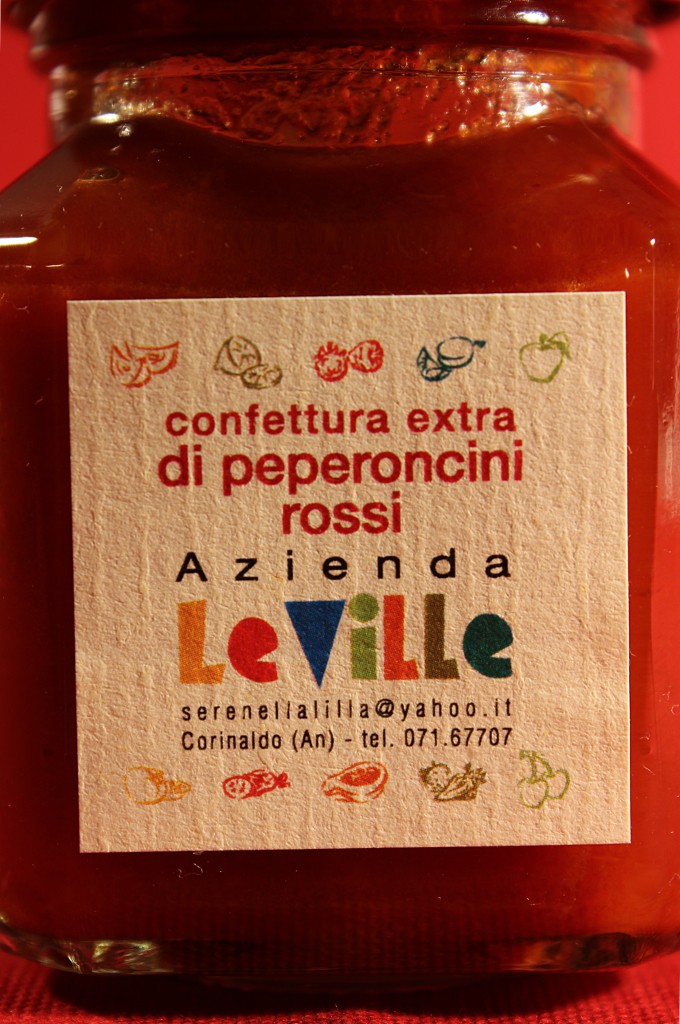 confettura extra
di peperoncini
rossi
Azienda
LeViLLe
serenellalilla@yahoo.it
Corinaldo (An) - tel. 071.67707